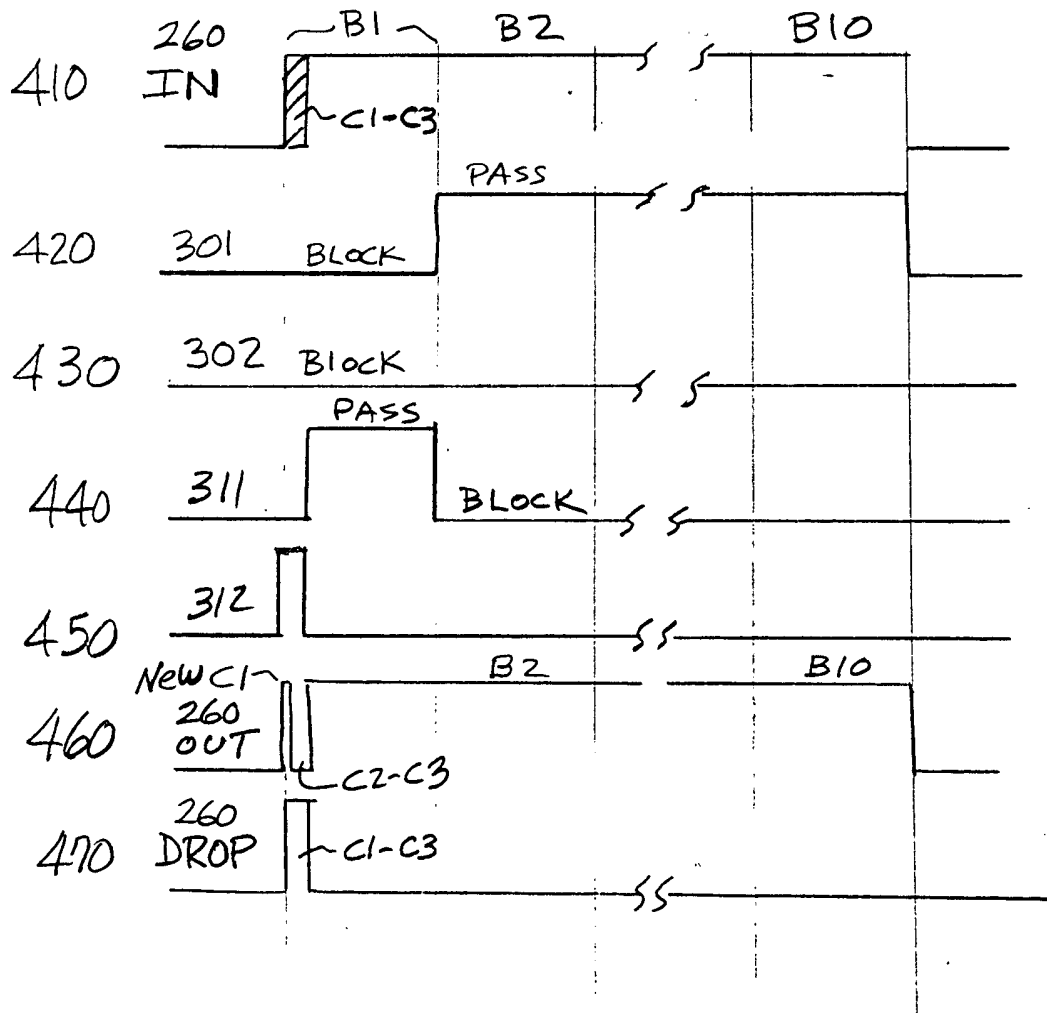 B1 B2 B10
410 260 IN
C1-C3
PASS
420 301 BLOCK
430 302 BlOCK
PASS
440 311 BLOCK
450 312
New C1 B2 B10
460 260 OUT
C2-C3
470 260 DROP C1-C3